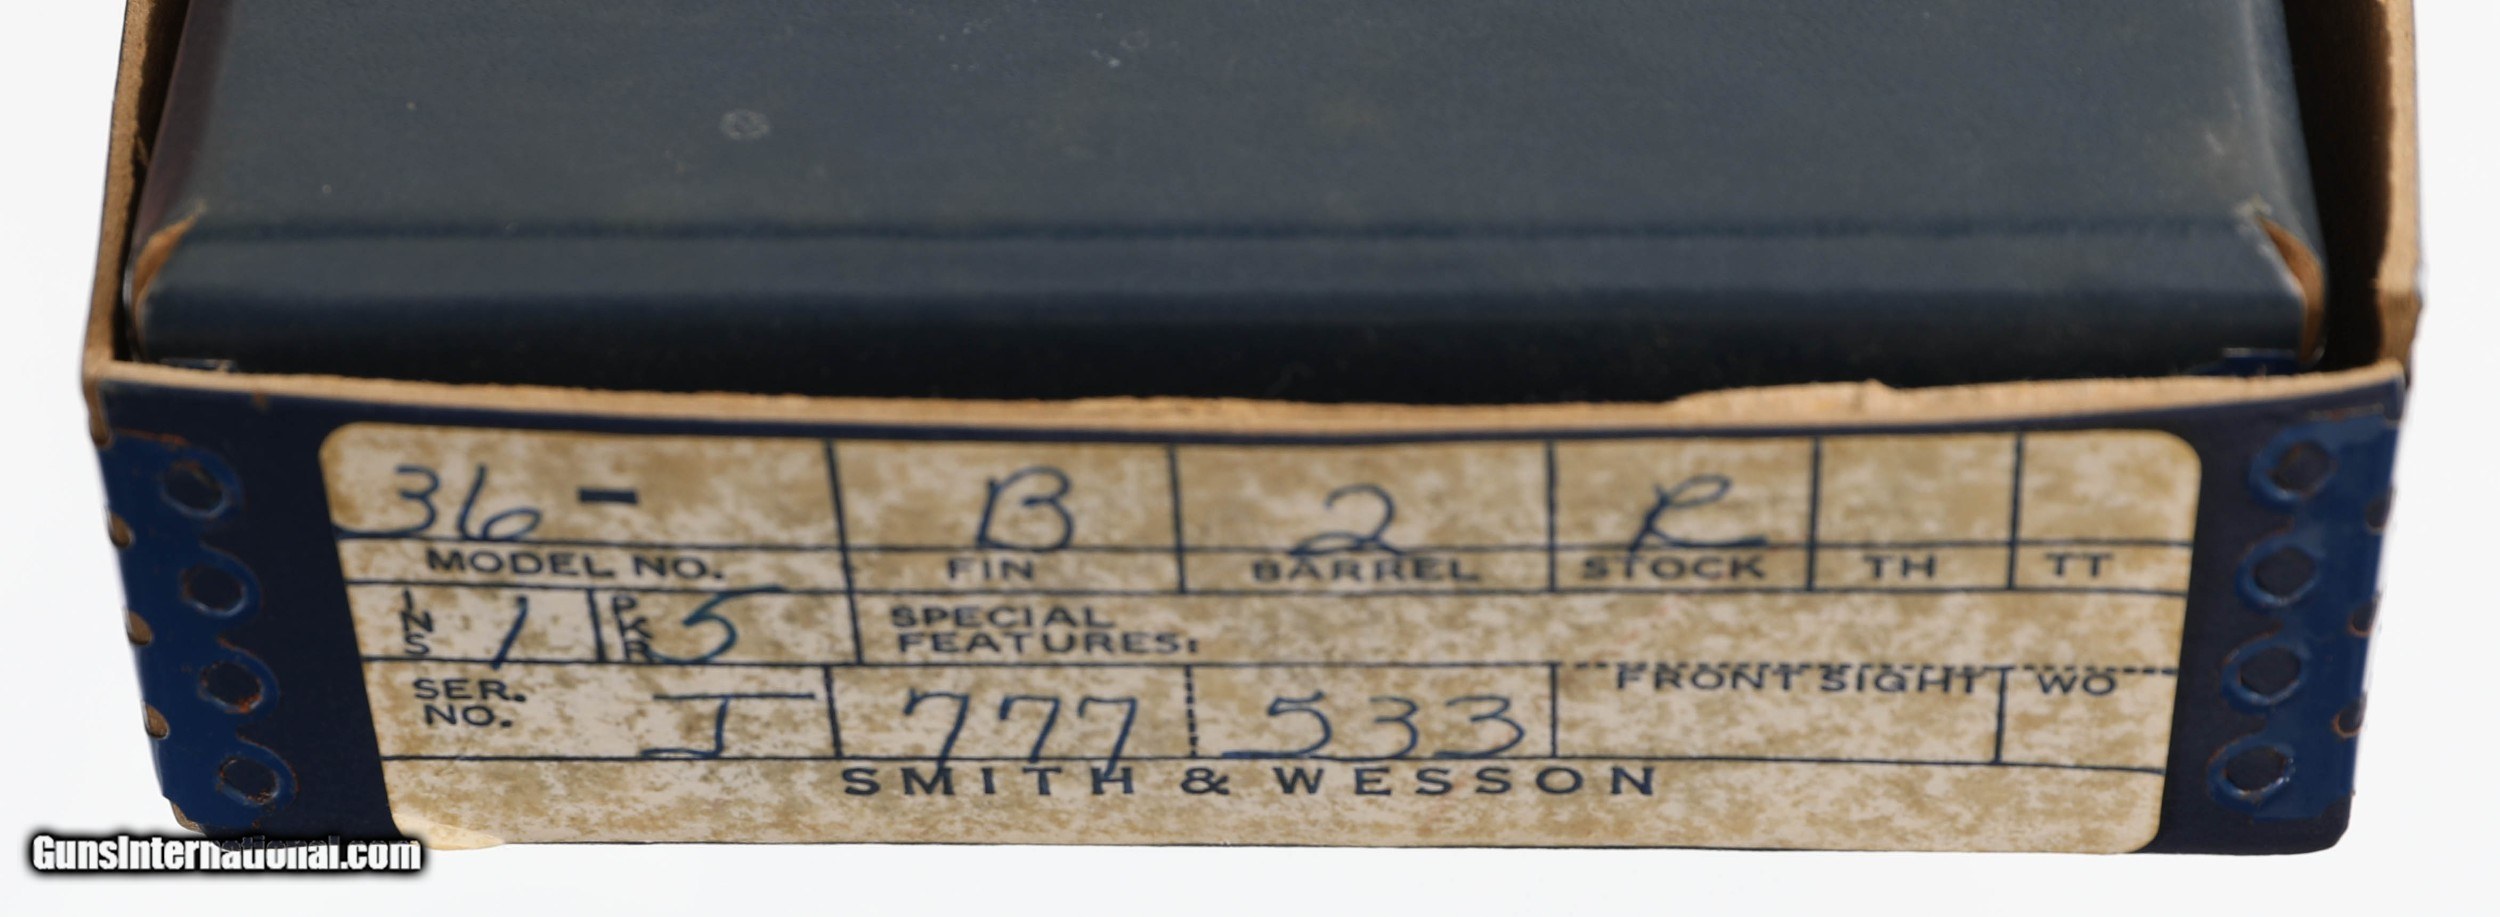 36 - B 2 R
MODEL NO. FIN BARREL STOCK TH TT
INS 1 PKR 5 SPECIAL FEATURES:
SER. NO. J 777 533 FRONT SIGHT WO
SMITH & WESSON
GunsInternational.com